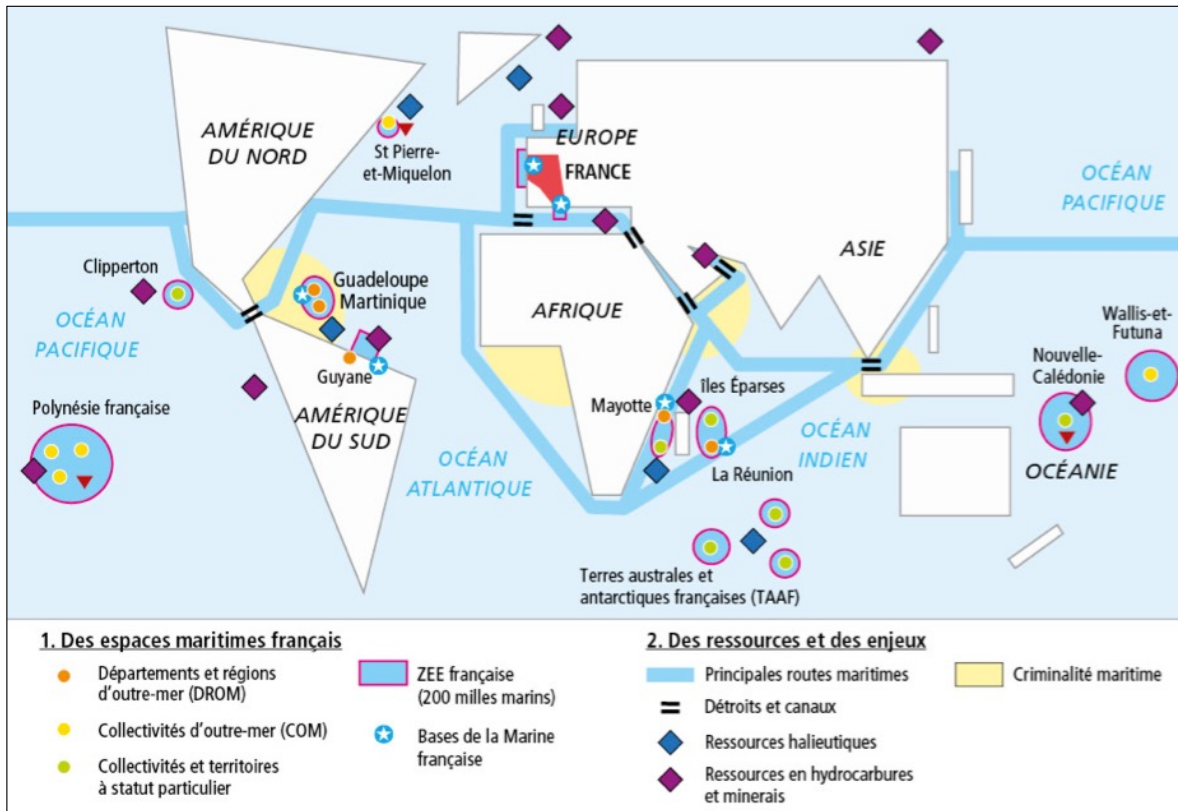 AMÉRIQUE
DU NORD
St Pierre-
et-Miquelon
EUROPE
FRANCE
OCÉAN
PACIFIQUE
ASIE
Clipperton
Guadeloupe
Martinique
AFRIQUE
OCÉAN
PACIFIQUE
Guyane
Wallis-et-
Futuna
Nouvelle-
Calédonie
Polynésie française
AMÉRIQUE
DU SUD
Mayotte
îles Éparses
OCÉAN
INDIEN
OCÉAN
ATLANTIQUE
La Réunion
OCÉANIE
Terres australes et
antarctiques françaises (TAAF)
1. Des espaces maritimes français
Départements et régions
d'outre-mer (DROM)
Collectivités d'outre-mer (COM)
Collectivités et territoires
à statut particulier
ZEE française
(200 milles marins)
Bases de la Marine
française
2. Des ressources et des enjeux
Principales routes maritimes
Détroits et canaux
Ressources halieutiques
Ressources en hydrocarbures
et minerais
Criminalité maritime